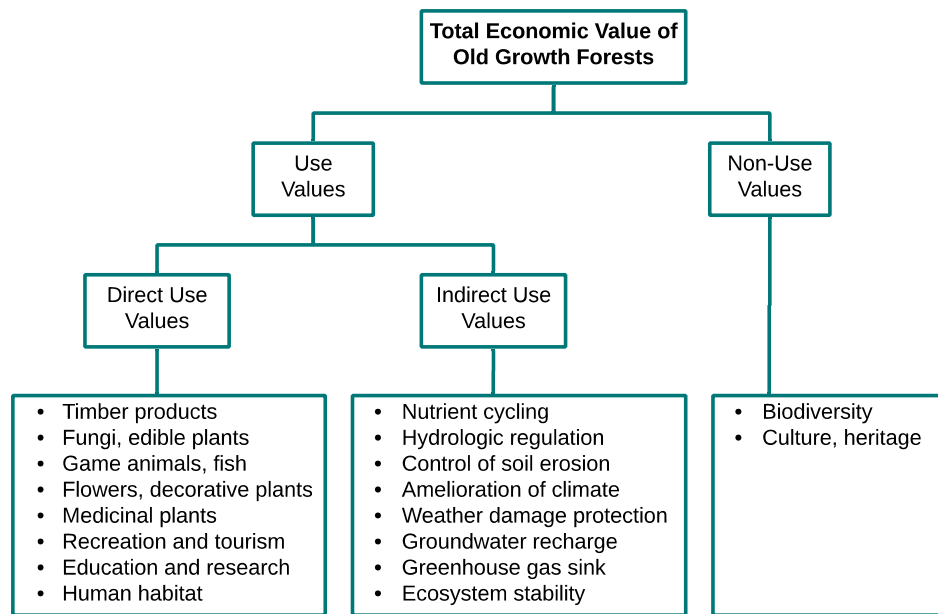 Total Economic Value of
Old Growth Forests
Use
Values
Non-Use
Values
Direct Use
Values
Indirect Use
Values
• Timber products
• Fungi, edible plants
• Game animals, fish
• Flowers, decorative plants
• Medicinal plants
• Recreation and tourism
• Education and research
• Human habitat
• Nutrient cycling
• Hydrologic regulation
• Control of soil erosion
• Amelioration of climate
• Weather damage protection
• Groundwater recharge
• Greenhouse gas sink
• Ecosystem stability
• Biodiversity
• Culture, heritage